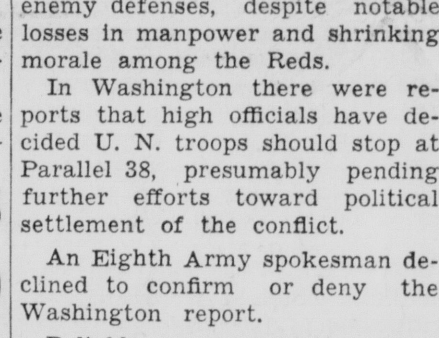 enemy defenses, despite notable
losses in manpower and shrinking
morale among the Reds.
In Washington there were re-
ports that high officials have de-
cided U. N. troops should stop at
Parallel 38, presumably pending
further efforts toward political
settlement of the conflict.
An Eighth Army spokesman de-
clined to confirm or deny the
Washington report.